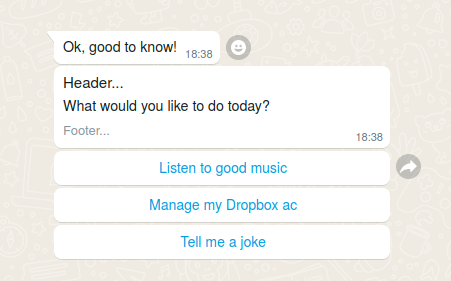 Ok, good to know!
18:38
Header...
What would you like to do today?
Footer...
18:38
Listen to good music
Manage my Dropbox ac
Tell me a joke